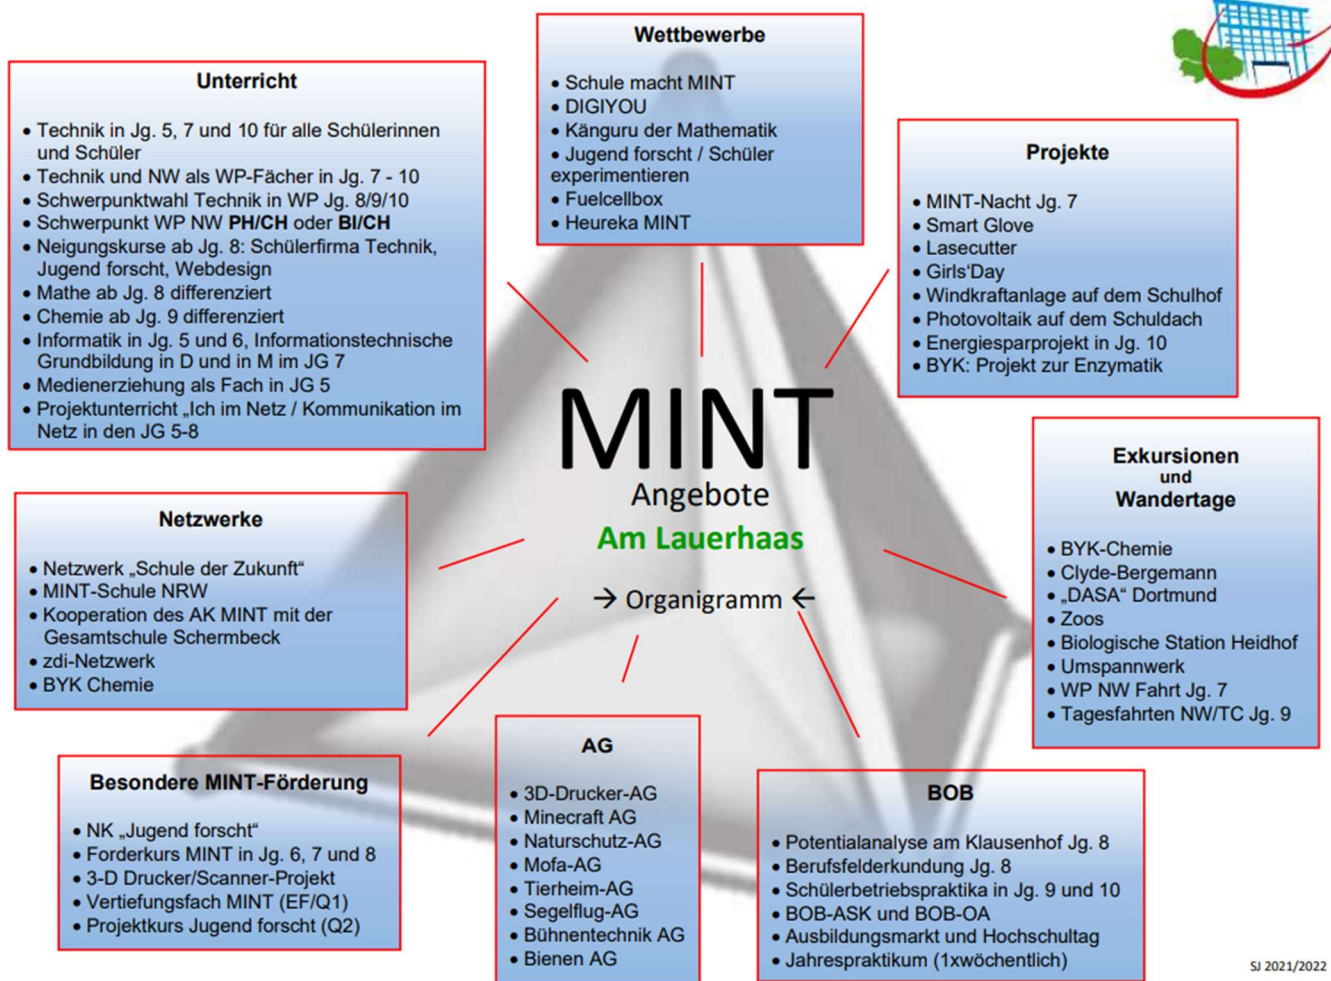 Wettbewerbe
• Schule macht MINT
• DIGIYOU
• Känguru der Mathematik
• Jugend forscht / Schüler
experimentieren
• Fuelcellbox
• Heureka MINT
Unterricht
• Technik in Jg. 5, 7 und 10 für alle Schülerinnen
und Schüler
• Technik und NW als WP-Fächer in Jg. 7 - 10
• Schwerpunktwahl Technik in WP Jg. 8/9/10
• Schwerpunkt WP NW PH/CH oder BI/CH
• Neigungskurse ab Jg. 8: Schülerfirma Technik,
Jugend forscht, Webdesign
• Mathe ab Jg. 8 differenziert
• Chemie ab Jg. 9 differenziert
• Informatik in Jg. 5 und 6, Informationstechnische
Grundbildung in D und in M im JG 7
• Medienerziehung als Fach in JG 5
• Projektunterricht „Ich im Netz / Kommunikation im
Netz in den JG 5-8
Projekte
• MINT-Nacht Jg. 7
• Smart Glove
• Lasecutter
• Girls‘Day
• Windkraftanlage auf dem Schulhof
• Photovoltaik auf dem Schuldach
• Energiesparprojekt in Jg. 10
• BYK: Projekt zur Enzymatik
MINT
Angebote
Am Lauerhaas
→ Organigramm ←
Exkursionen
und
Wandertage
• BYK-Chemie
• Clyde-Bergemann
• „DASA“ Dortmund
• Zoos
• Biologische Station Heidhof
• Umspannwerk
• WP NW Fahrt Jg. 7
• Tagesfahrten NW/TC Jg. 9
Netzwerke
• Netzwerk „Schule der Zukunft“
• MINT-Schule NRW
• Kooperation des AK MINT mit der
Gesamtschule Schermbeck
• zdi-Netzwerk
• BYK Chemie
Besondere MINT-Förderung
• NK „Jugend forscht“
• Forderkurs MINT in Jg. 6, 7 und 8
• 3-D Drucker/Scanner-Projekt
• Vertiefungsfach MINT (EF/Q1)
• Projektkurs Jugend forscht (Q2)
AG
• 3D-Drucker-AG
• Minecraft AG
• Naturschutz-AG
• Mofa-AG
• Tierheim-AG
• Segelflug-AG
• Bühnentechnik AG
• Bienen AG
BOB
• Potentialanalyse am Klausenhof Jg. 8
• Berufsfelderkundung Jg. 8
• Schülerbetriebspraktika in Jg. 9 und 10
• BOB-ASK und BOB-OA
• Ausbildungsmarkt und Hochschultag
• Jahrespraktikum (1xwöchentlich)
SJ 2021/2022